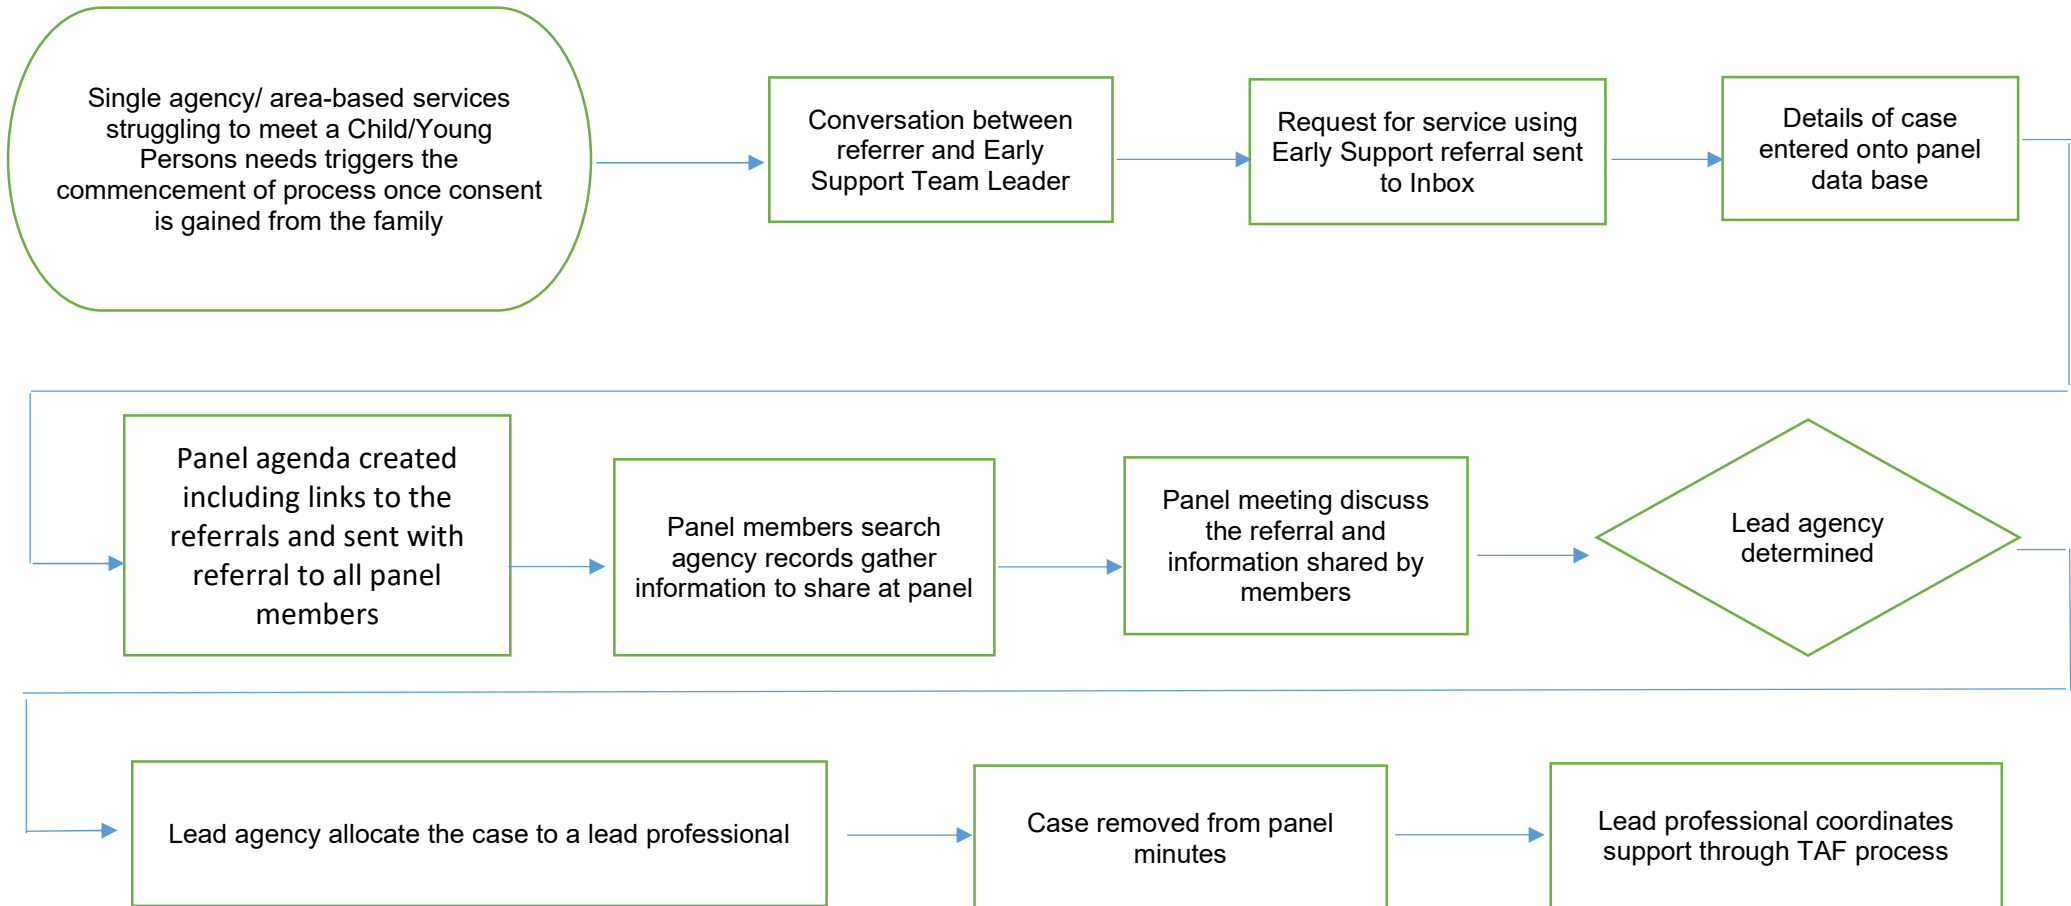 Single agency/ area-based services
struggling to meet a Child/Young
Persons needs triggers the
commencement of process once consent
is gained from the family
Conversation between
referrer and Early
Support Team Leader
Request for service using
Early Support referral sent
to Inbox
Details of case
entered onto panel
data base
Panel agenda created
including links to the
referrals and sent with
referral to all panel
members
Panel members search
agency records gather
information to share at panel
Panel meeting discuss
the referral and
information shared by
members
Lead agency
determined
Lead agency allocate the case to a lead professional
Case removed from panel
minutes
Lead professional coordinates
support through TAF process